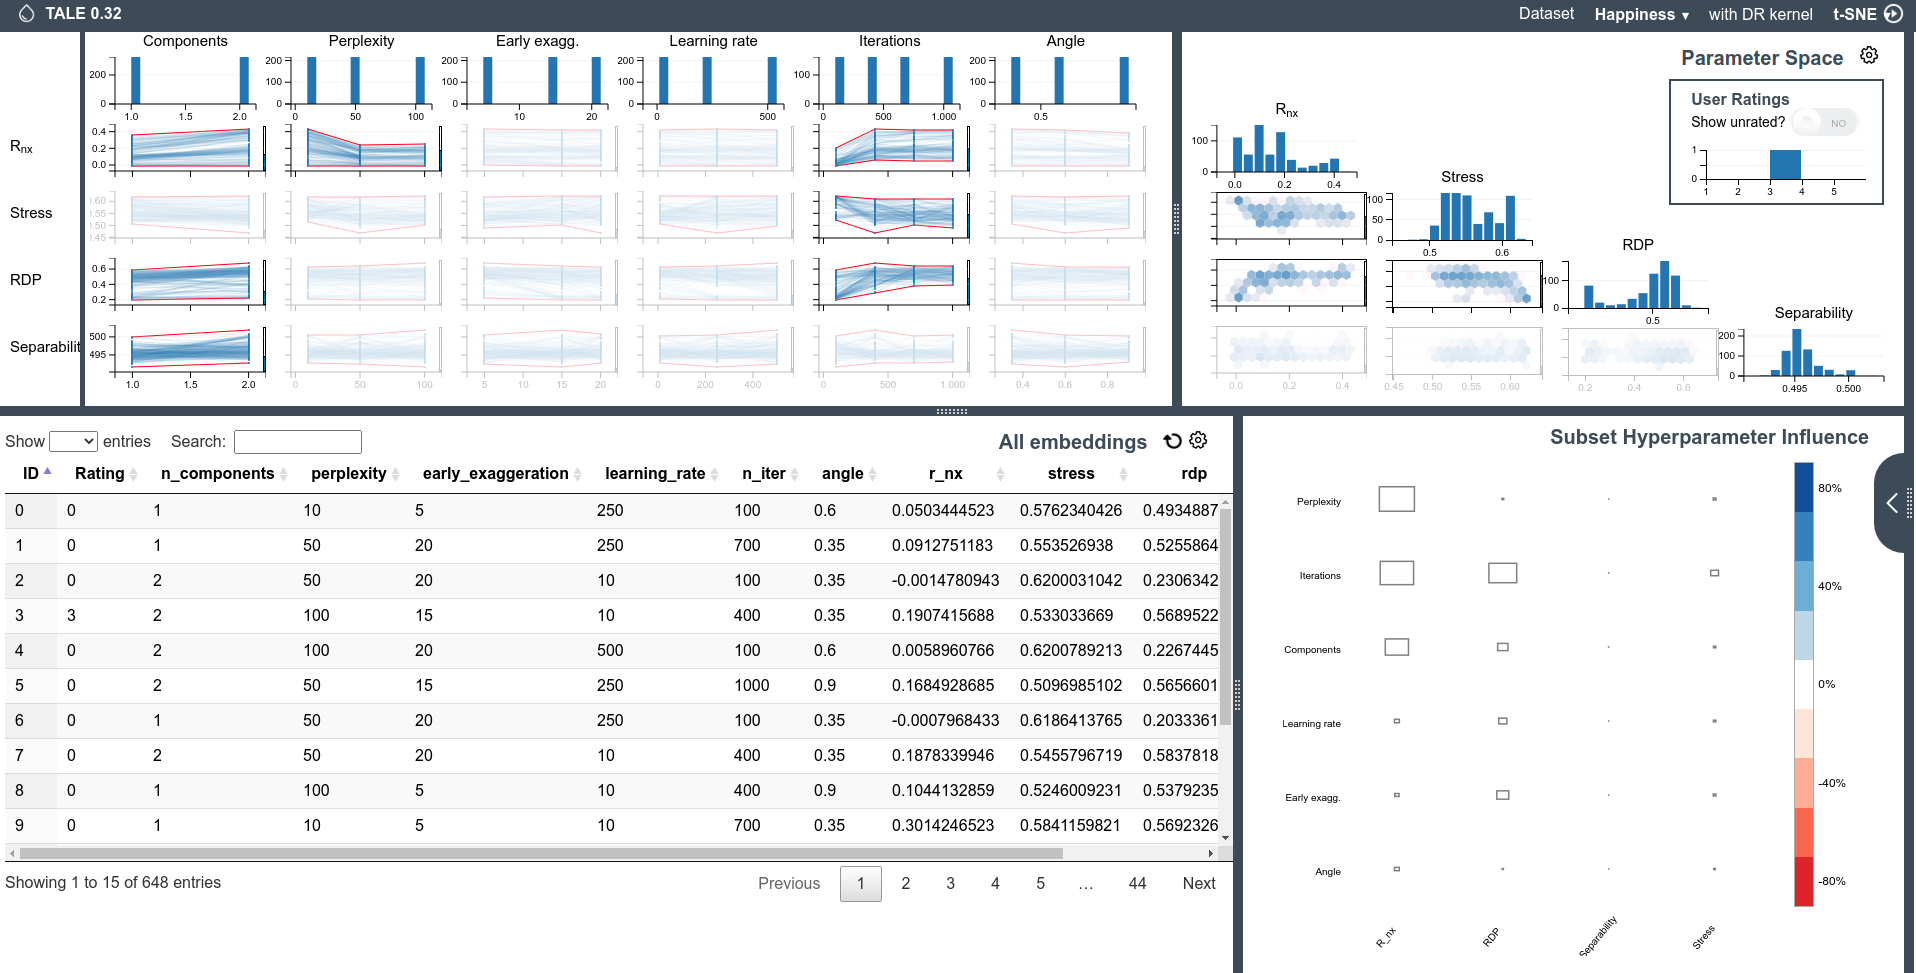 TALE 0.32
Dataset Happiness ▾ with DR kernel t-SNE
Components Perplexity Early exagg. Learning rate Iterations Angle
200 200 200 200 100 200
100 100 100 100
0 0 0 0 0 0
1.0 1.5 2.0 0 50 100 10 20 0 500 0 500 1.000 0.5
Rnx
0.4
0.2
0.0
Stress
0.60
0.55
0.45
RDP
0.6
0.4
0.2
Separabilit
500
495
1.0 1.5 2.0 0 50 100 5 10 15 20 0 200 400 0 500 1.000 0.4 0.6 0.8
Parameter Space
User Ratings
Show unrated? NO
1
0
1 2 3 4 5
Rnx
100
0
0.0 0.2 0.4
Stress
100
50
0
0.5 0.6
RDP
100
0
0.5
Separability
200
100
0
0.495 0.500
0.0 0.2 0.4 0.45 0.50 0.55 0.60 0.2 0.4 0.6
Show entries Search:
All embeddings
ID Rating n_components perplexity early_exaggeration learning_rate n_iter angle r_nx stress rdp
0 0 1 10 5 250 100 0.6 0.0503444523 0.5762340426 0.4934887
1 0 1 50 20 250 700 0.35 0.0912751183 0.553526938 0.5255864
2 0 2 50 20 10 100 0.35 -0.0014780943 0.6200031042 0.2306342
3 3 2 100 15 10 400 0.35 0.1907415688 0.533033669 0.5689522
4 0 2 100 20 500 100 0.6 0.0058960766 0.6200789213 0.2267445
5 0 2 50 15 250 1000 0.9 0.1684928685 0.5096985102 0.5656601
6 0 1 50 20 250 100 0.35 -0.0007968433 0.6186413765 0.2033361
7 0 2 50 20 10 400 0.35 0.1878339946 0.5455796719 0.5837818
8 0 1 100 5 10 400 0.9 0.1044132859 0.5246009231 0.5379235
9 0 1 10 5 10 700 0.35 0.3014246523 0.5841159821 0.5692326
Showing 1 to 15 of 648 entries
Previous 1 2 3 4 5 … 44 Next
Subset Hyperparameter Influence
Perplexity
Iterations
Components
Learning rate
Early exagg.
Angle
R_nx RDP Separability Stress
80%
40%
0%
-40%
-80%